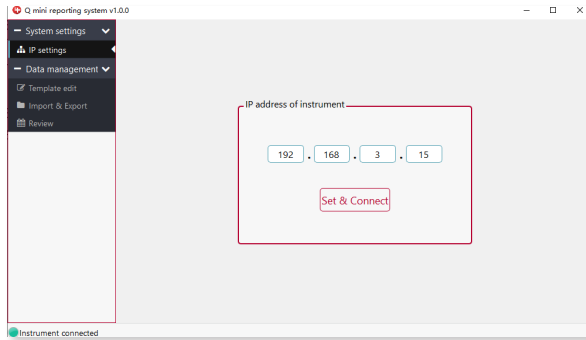 Q mini reporting system v1.0.0
System settings
IP settings
Data management
Template edit
Import & Export
Review
IP address of instrument
192 . 168 . 3 . 15
Set & Connect
Instrument connected